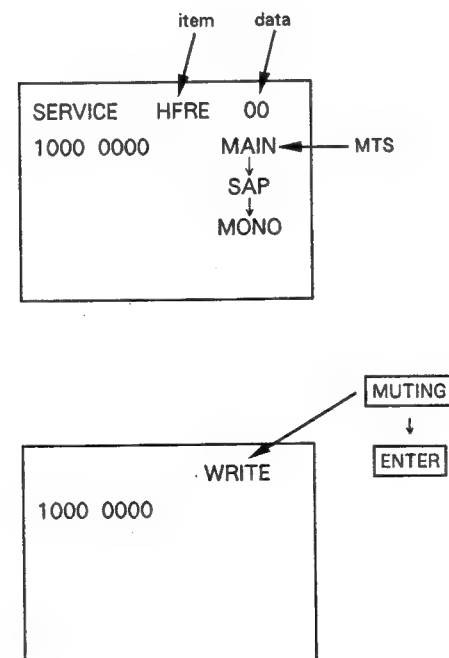 item data
SERVICE HFRE 00
1000 0000 MAIN MTS
SAP
MONO
MUTING
WRITE ENTER
1000 0000